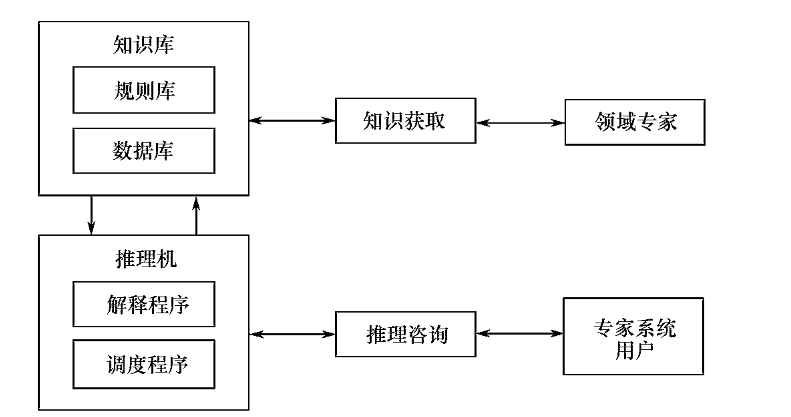 知识库
规则库
数据库
知识获取
领域专家
推理机
解释程序
调度程序
推理咨询
专家系统
用户